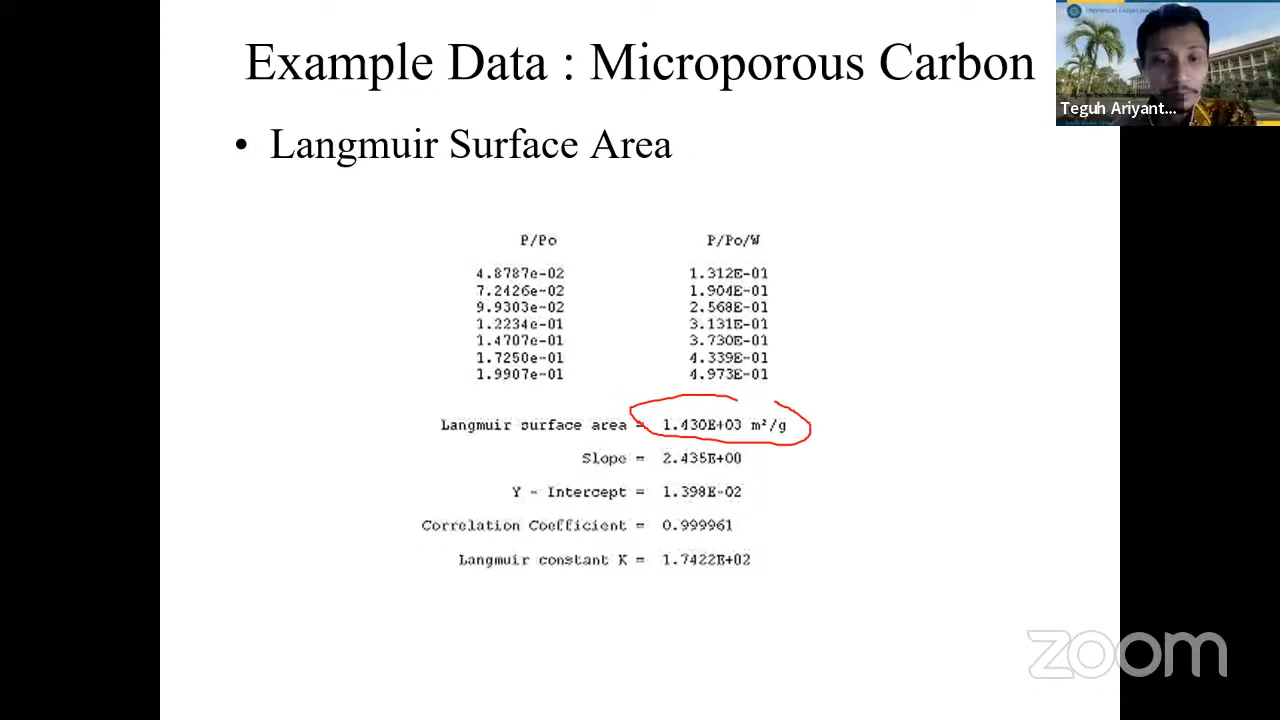 Example Data : Microporous Carbon
Teguh Ariyant...
• Langmuir Surface Area
P/Po P/Po/W
4.8787e-02 1.312E-01
7.2426e-02 1.904E-01
9.9303e-02 2.568E-01
1.2234e-01 3.131E-01
1.4707e-01 3.730E-01
1.7250e-01 4.339E-01
1.9907e-01 4.973E-01
Langmuir surface area = 1.430E+03 m²/g
Slope = 2.435E+00
Y - Intercept = 1.398E-02
Correlation Coefficient = 0.999961
Langmuir constant K = 1.7422E+02
zoom